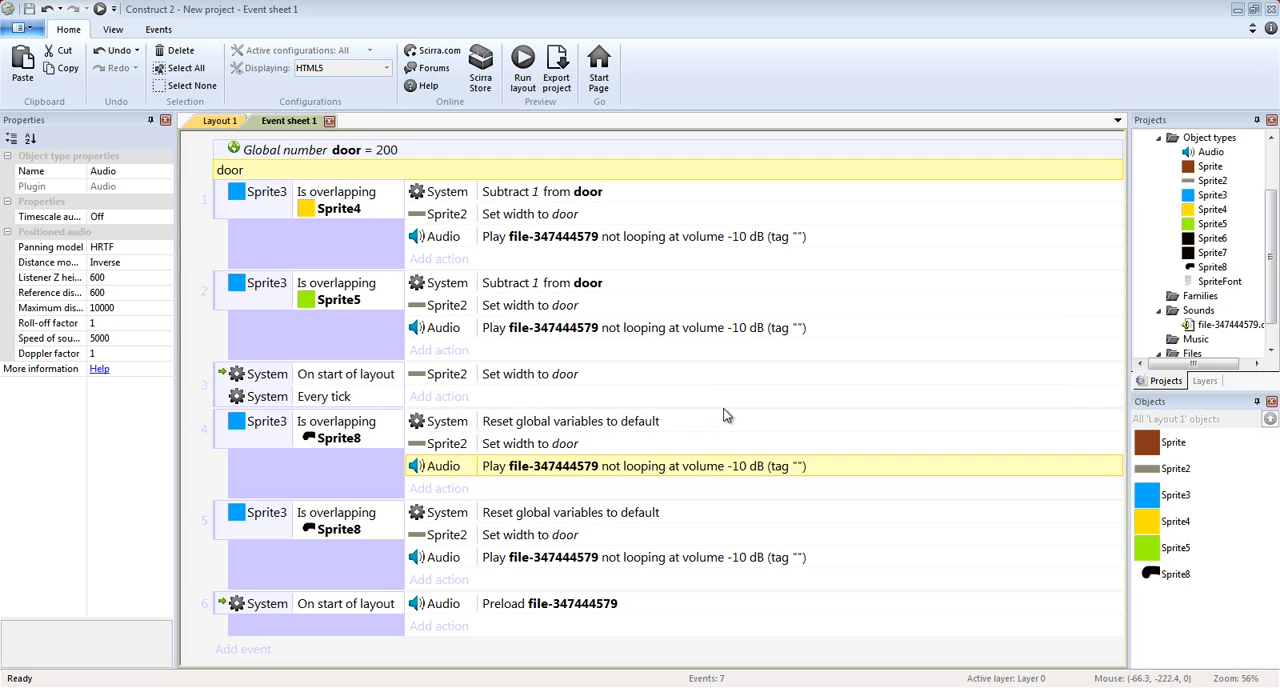 Construct 2 - New project - Event sheet 1
Home View Events
Paste
Cut
Copy
Clipboard
Undo
Redo
Undo
Delete
Select All
Select None
Selection
Active configurations: All
Displaying: HTML5
Configurations
Scirra.com
Forums
Help
Scirra Store
Online
Run layout
Export project
Preview
Start Page
Go
Properties
Object type properties
Name Audio
Plugin Audio
Properties
Timescale au... Off
Positioned audio
Panning model HRTF
Distance mo... Inverse
Listener Z hei... 600
Reference dis... 600
Maximum dis... 10000
Roll-off factor 1
Speed of sou... 5000
Doppler factor 1
More information Help
Layout 1 Event sheet 1
Global number door = 200
door
1 Sprite3 Is overlapping Sprite4 System Subtract 1 from door
Sprite2 Set width to door
Audio Play file-347444579 not looping at volume -10 dB (tag "")
Add action
2 Sprite3 Is overlapping Sprite5 System Subtract 1 from door
Sprite2 Set width to door
Audio Play file-347444579 not looping at volume -10 dB (tag "")
Add action
3 System On start of layout Sprite2 Set width to door
System Every tick Add action
4 Sprite3 Is overlapping Sprite8 System Reset global variables to default
Sprite2 Set width to door
Audio Play file-347444579 not looping at volume -10 dB (tag "")
Add action
5 Sprite3 Is overlapping Sprite8 System Reset global variables to default
Sprite2 Set width to door
Audio Play file-347444579 not looping at volume -10 dB (tag "")
Add action
6 System On start of layout Audio Preload file-347444579
Add action
Add event
Projects
Object types
Audio
Sprite
Sprite2
Sprite3
Sprite4
Sprite5
Sprite6
Sprite7
Sprite8
SpriteFont
Families
Sounds
file-347444579.c
Music
Files
Projects Layers
Objects
All 'Layout 1' objects
Sprite
Sprite2
Sprite3
Sprite4
Sprite5
Sprite8
Ready Events: 7 Active layer: Layer 0 Mouse: (-66.3, -222.4, 0) Zoom: 56%